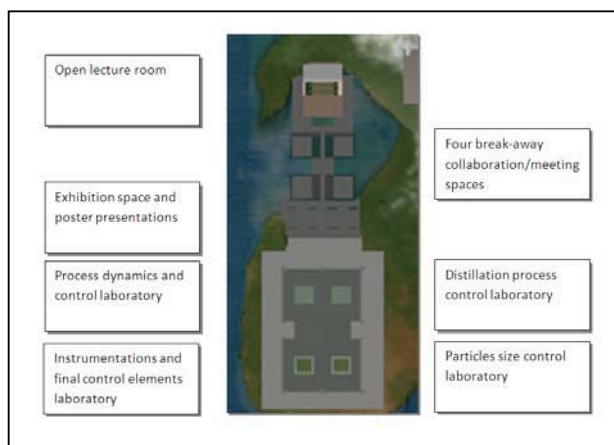 Open lecture room
Four break-away
collaboration/meeting
spaces
Exhibition space and
poster presentations
Process dynamics and
control laboratory
Distillation process
control laboratory
Instrumentations and
final control elements
laboratory
Particles size control
laboratory